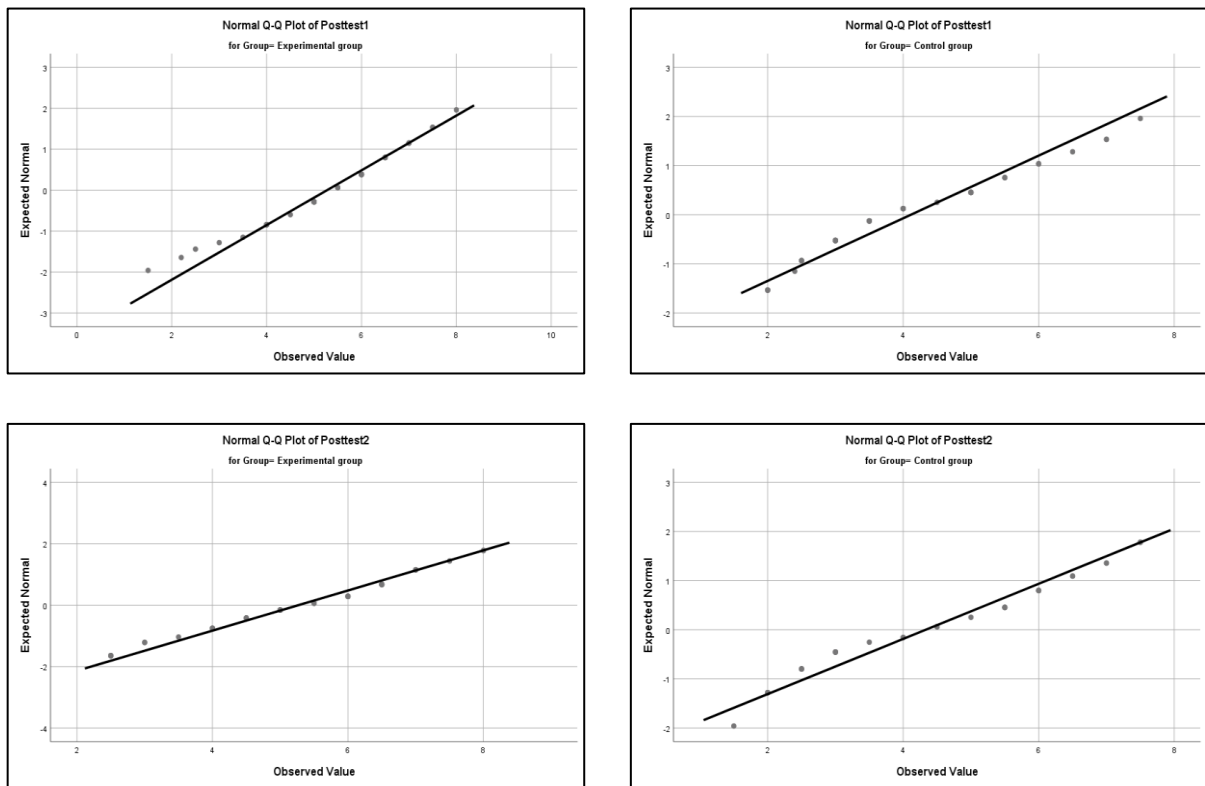 Normal Q-Q Plot of Posttest1
for Group= Experimental group
Expected Normal
3
2
1
0
-1
-2
-3
0 2 4 6 8 10
Observed Value
Normal Q-Q Plot of Posttest1
for Group= Control group
Expected Normal
3
2
1
0
-1
-2
2 4 6 8
Observed Value
Normal Q-Q Plot of Posttest2
for Group= Experimental group
Expected Normal
4
2
0
-2
-4
2 4 6 8
Observed Value
Normal Q-Q Plot of Posttest2
for Group= Control group
Expected Normal
3
2
1
0
-1
-2
2 4 6 8
Observed Value